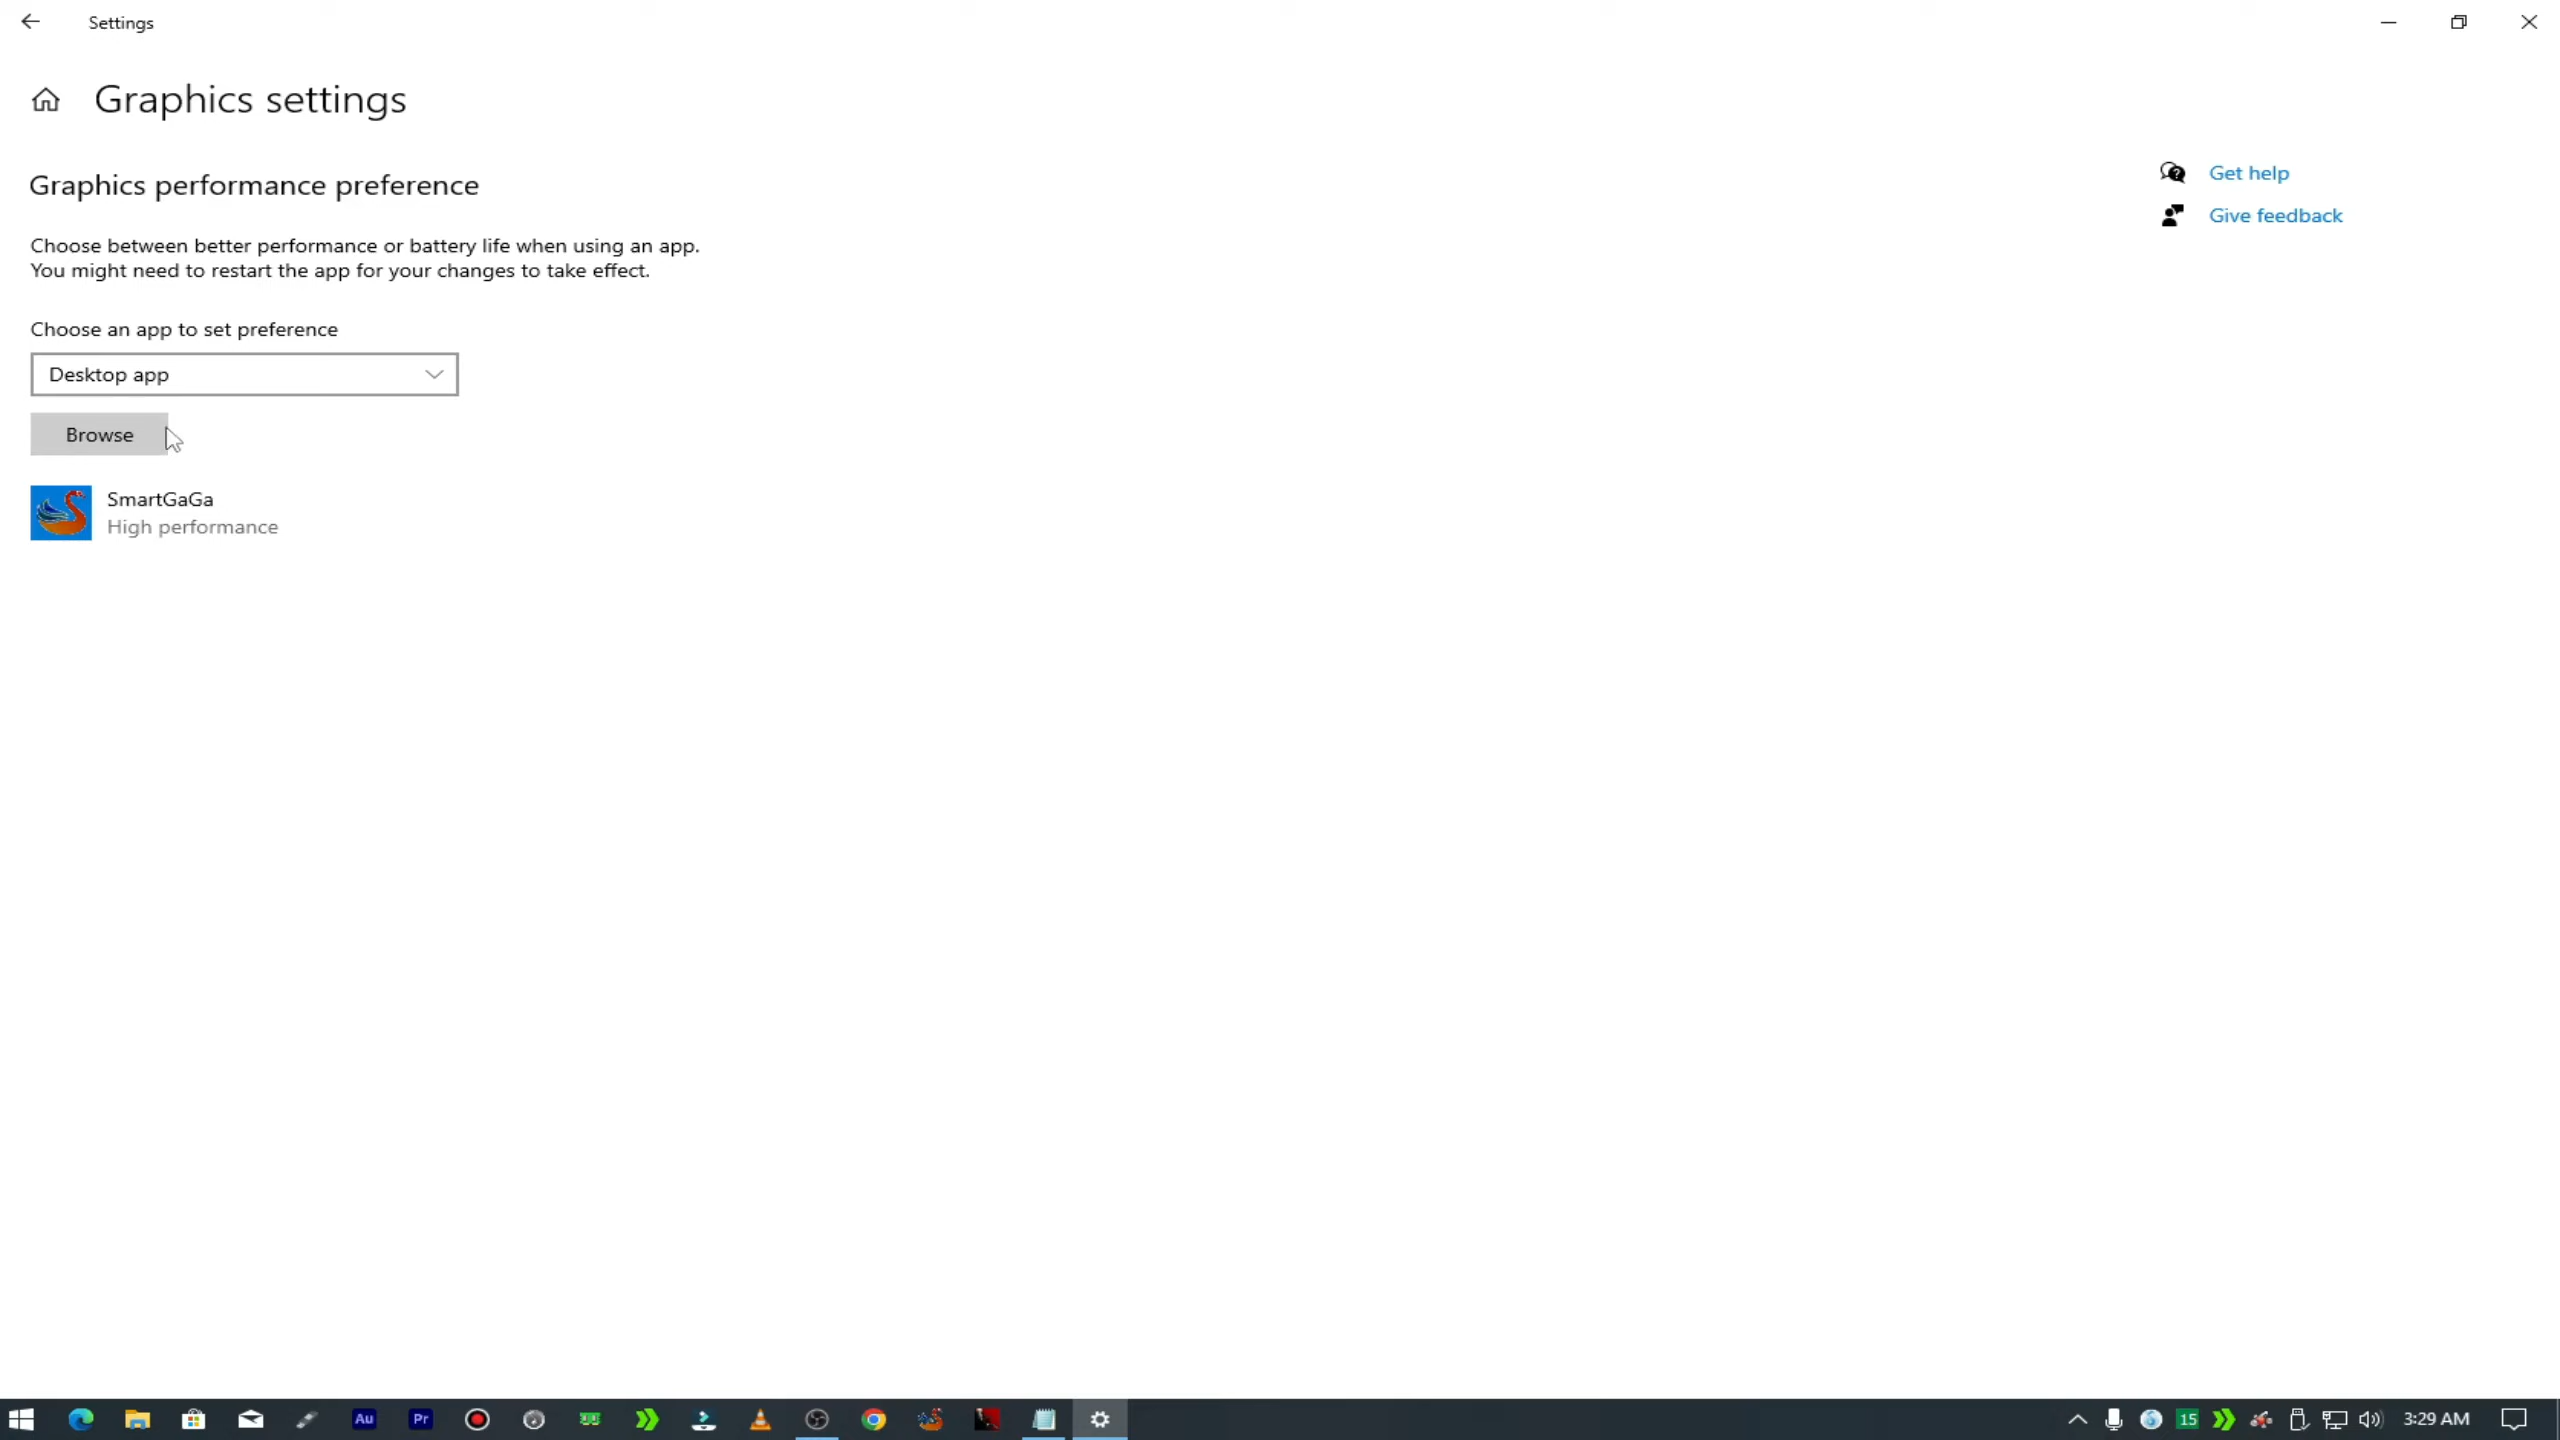 Settings
Graphics settings
Graphics performance preference
Get help
Give feedback
Choose between better performance or battery life when using an app.
You might need to restart the app for your changes to take effect.
Choose an app to set preference
Desktop app
Browse
SmartGaGa
High performance
Au
Pr
15
3:29 AM